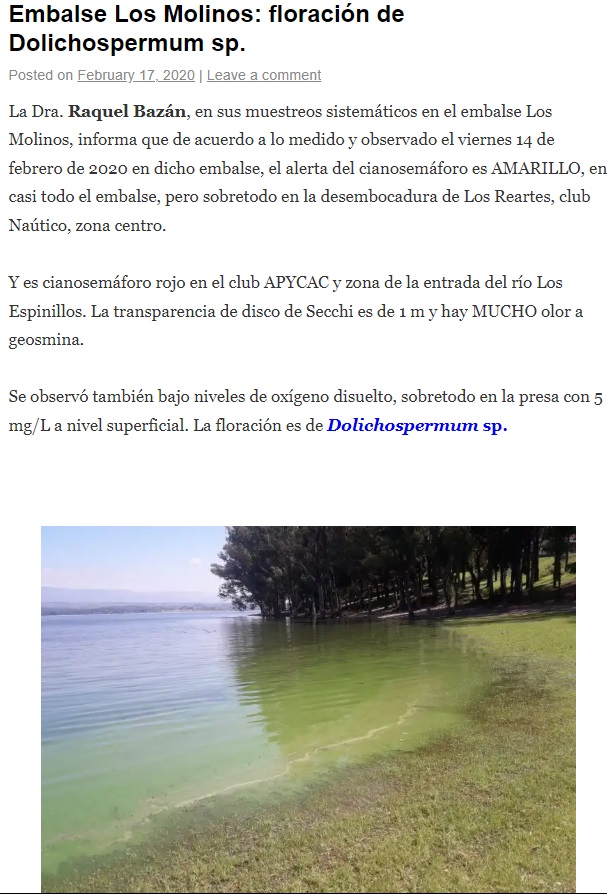 Embalse Los Molinos: floración de
Dolichospermum sp.
Posted on February 17, 2020 | Leave a comment
La Dra. Raquel Bazán, en sus muestreos sistemáticos en el embalse Los
Molinos, informa que de acuerdo a lo medido y observado el viernes 14 de
febrero de 2020 en dicho embalse, el alerta del cianosemáforo es AMARILLO, en
casi todo el embalse, pero sobretodo en la desembocadura de Los Reartes, club
Naútico, zona centro.
Y es cianosemáforo rojo en el club APYCAC y zona de la entrada del río Los
Espinillos. La transparencia de disco de Secchi es de 1 m y hay MUCHO olor a
geosmina.
Se observó también bajo niveles de oxígeno disuelto, sobretodo en la presa con 5
mg/L a nivel superficial. La floración es de Dolichospermum sp.